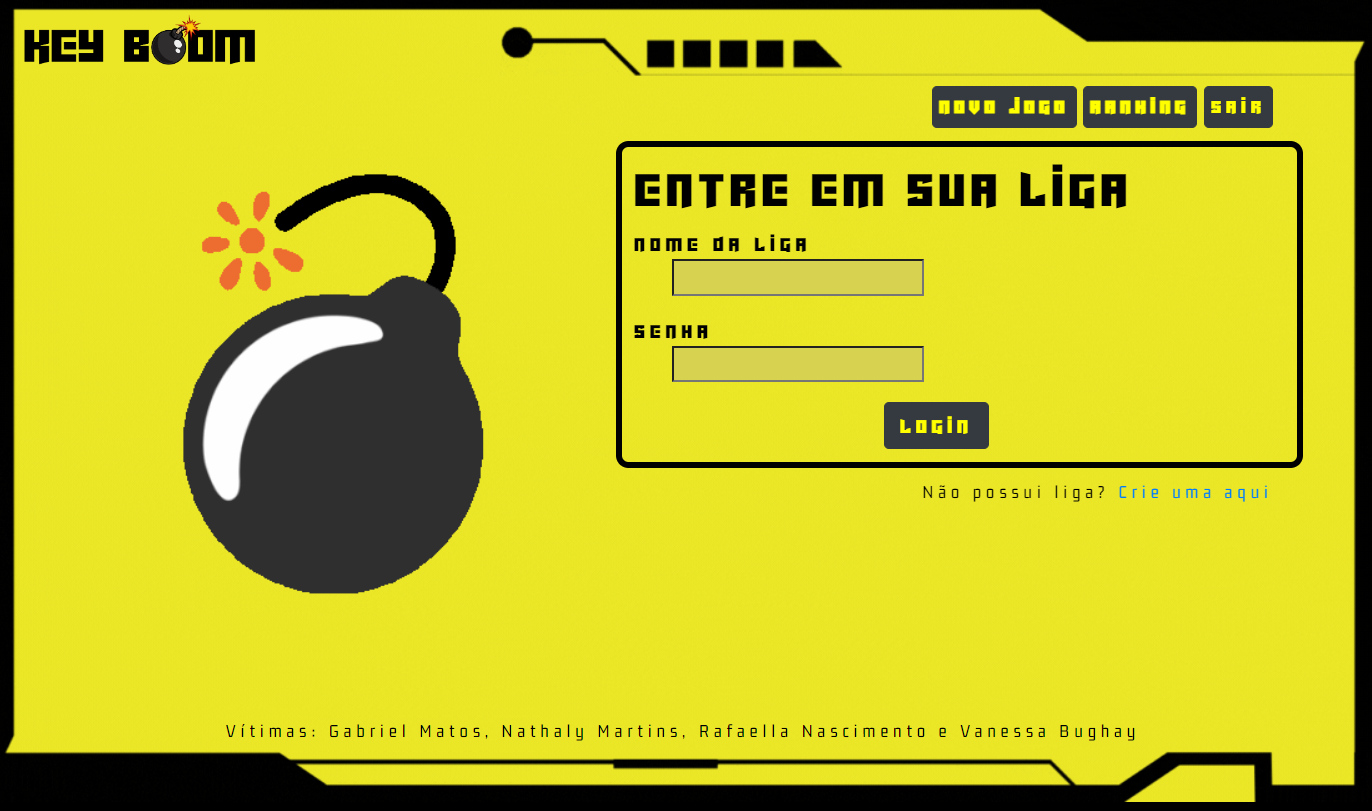 KEY BOOM
NOVO JOGO RANKING SAIR
ENTRE EM SUA LIGA
NOME DA LIGA
SENHA
LOGIN
Não possui liga? Crie uma aqui
Vítimas: Gabriel Matos, Nathaly Martins, Rafaella Nascimento e Vanessa Bughay